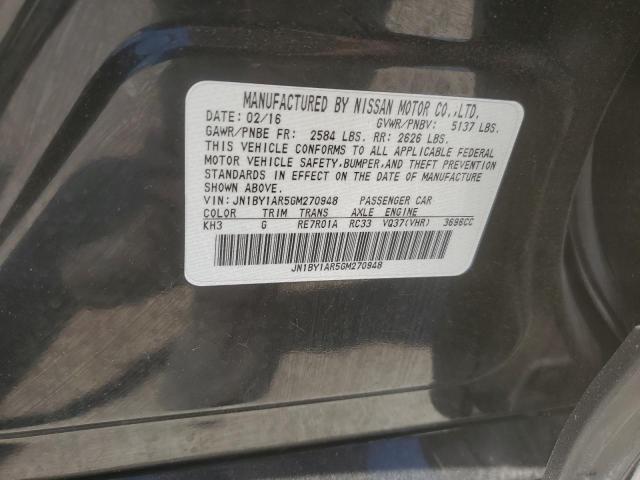 MANUFACTURED BY NISSAN MOTOR CO.,LTD.
DATE: 02/16 GVWR/PNBV: 5137 LBS.
GAWR/PNBE FR: 2584 LBS. RR: 2626 LBS.
THIS VEHICLE CONFORMS TO ALL APPLICABLE FEDERAL
MOTOR VEHICLE SAFETY,BUMPER,AND THEFT PREVENTION
STANDARDS IN EFFECT ON THE DATE OF MANUFACTURE
SHOWN ABOVE.
VIN:JN1BY1AR5GM270948 PASSENGER CAR
COLOR TRIM TRANS AXLE ENGINE
KH3 G RE7R01A RC33 VQ37(VHR) 3696CC
JN1BY1AR5GM270948